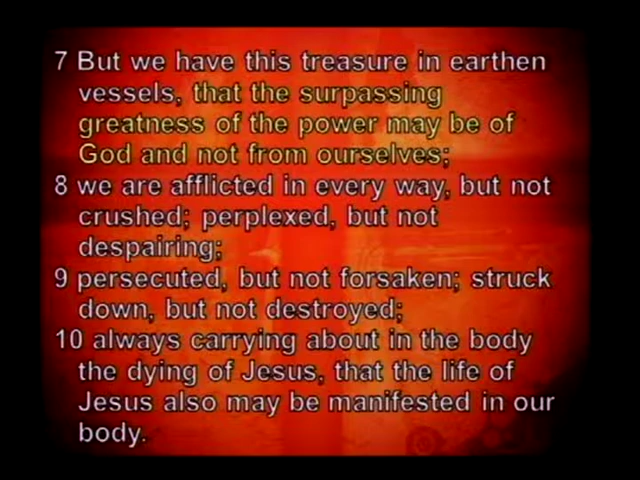 7 But we have this treasure in earthen
vessels, that the surpassing
greatness of the power may be of
God and not from ourselves;
8 we are afflicted in every way, but not
crushed; perplexed, but not
despairing;
9 persecuted, but not forsaken; struck
down, but not destroyed;
10 always carrying about in the body
the dying of Jesus, that the life of
Jesus also may be manifested in our
body.